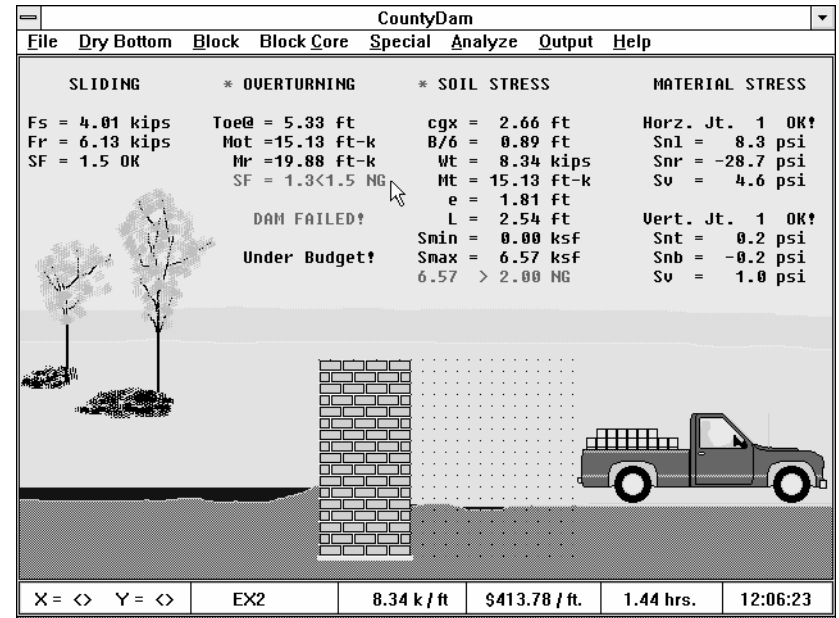 CountyDam
File Dry Bottom Block Block Core Special Analyze Output Help
SLIDING
Fs = 4.01 kips
Fr = 6.13 kips
SF = 1.5 OK
* OVERTURNING
Toe@ = 5.33 ft
Mot =15.13 ft-k
Mr =19.88 ft-k
SF = 1.3<1.5 NG
DAM FAILED!
Under Budget!
* SOIL STRESS
cgx = 2.66 ft
B/6 = 0.89 ft
Wt = 8.34 kips
Mt = 15.13 ft-k
e = 1.81 ft
L = 2.54 ft
Smin = 0.00 ksf
Smax = 6.57 ksf
6.57 > 2.00 NG
MATERIAL STRESS
Horz. Jt. 1 OK!
Snl = 8.3 psi
Snr = -28.7 psi
Sv = 4.6 psi
Vert. Jt. 1 OK!
Snt = 0.2 psi
Snb = -0.2 psi
Sv = 1.0 psi
X = <> Y = <> EX2 8.34 k / ft $413.78 / ft. 1.44 hrs. 12:06:23